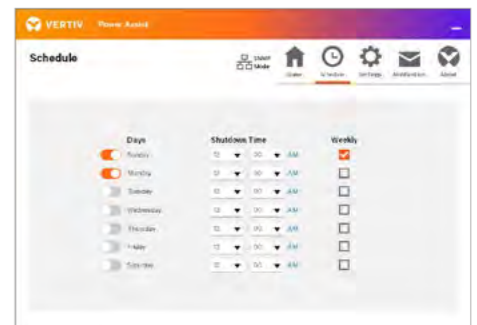 VERTIV Power Assist
Schedule
SNMP Mode
Home Schedule Settings Notification About
Days Shutdown Time Weekly
Sunday 12 00 AM
Monday 12 00 AM
Tuesday 12 00 AM
Wednesday 12 00 AM
Thursday 12 00 AM
Friday 12 00 AM
Saturday 12 00 AM